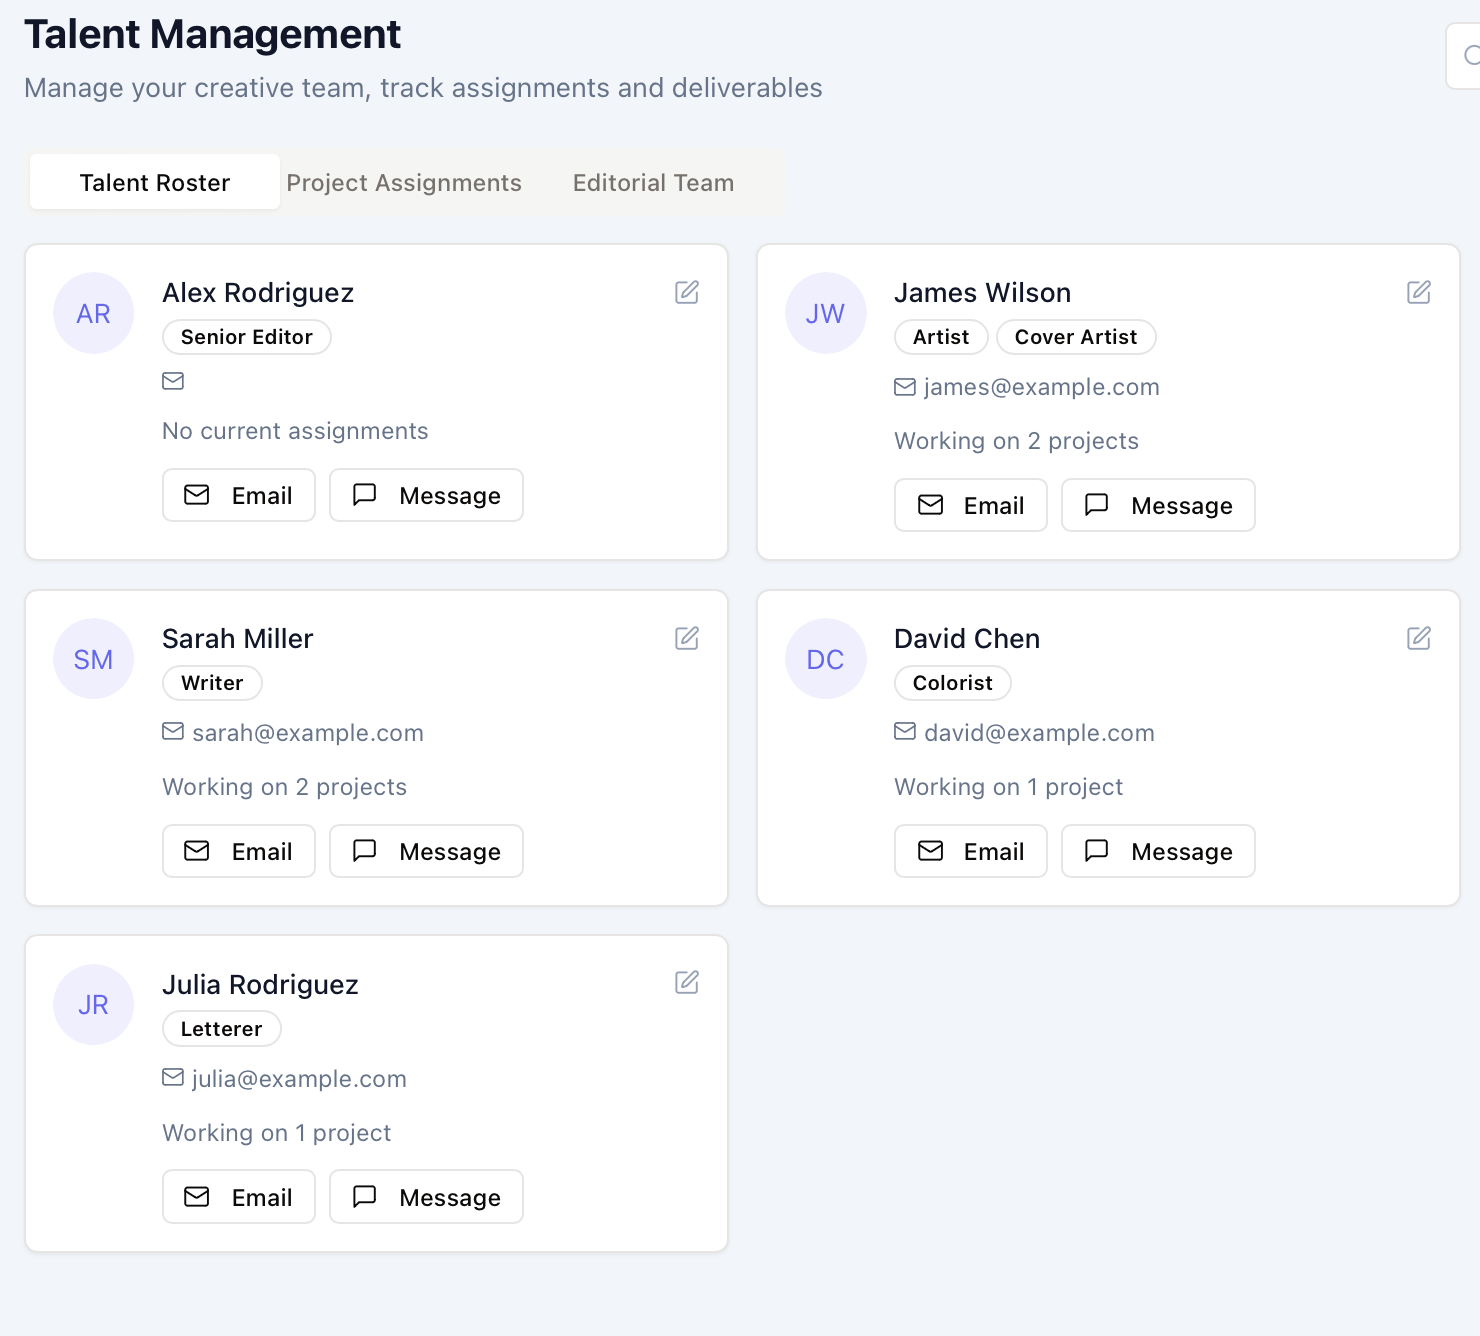 Talent Management
Manage your creative team, track assignments and deliverables
Talent Roster Project Assignments Editorial Team
AR
Alex Rodriguez
Senior Editor
No current assignments
Email Message
JW
James Wilson
Artist Cover Artist
james@example.com
Working on 2 projects
Email Message
SM
Sarah Miller
Writer
sarah@example.com
Working on 2 projects
Email Message
DC
David Chen
Colorist
david@example.com
Working on 1 project
Email Message
JR
Julia Rodriguez
Letterer
julia@example.com
Working on 1 project
Email Message